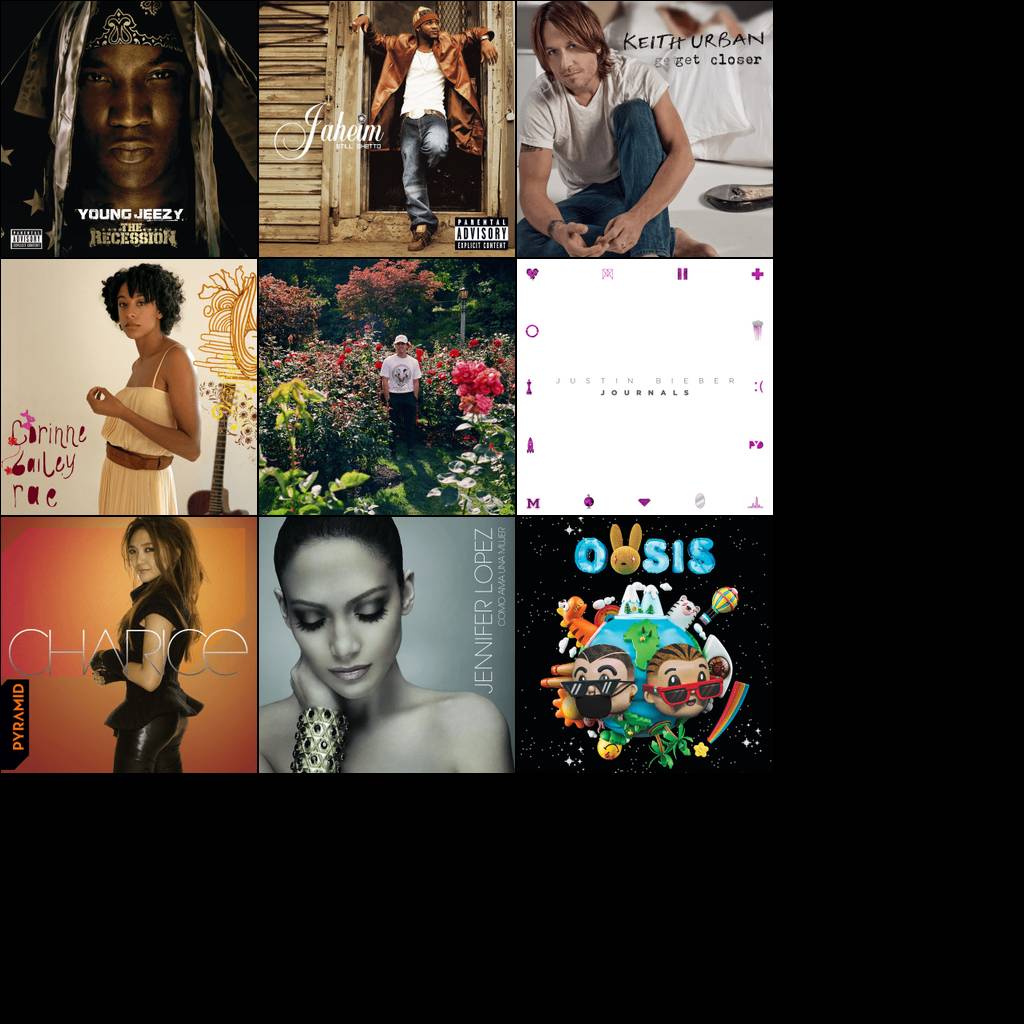 YOUNG JEEZY
THE
RECESSION
PARENTAL
ADVISORY
EXPLICIT CONTENT
Jaheim
STILL GHETTO
PARENTAL
ADVISORY
EXPLICIT CONTENT
KEITH URBAN
get closer
Corinne
bailey
rae
JUSTIN BIEBER
JOURNALS
:(
M
CHARICE
PYRAMID
JENNIFER LOPEZ
COMO AMA UNA MUJER
OASIS